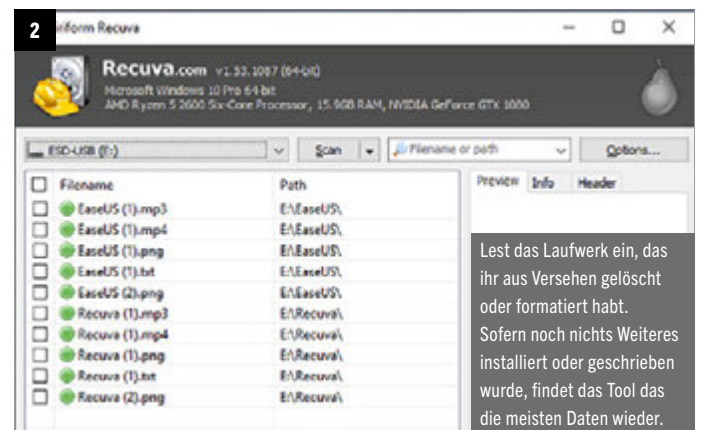 2
iriform Recuva
Recuva.com v1.53.1087 (64-bit)
Microsoft Windows 10 Pro 64-bit
AMD Ryzen 5 2600 Six-Core Processor, 15.9GB RAM, NVIDIA GeForce GTX 1080
ESD-USB (E:) Scan Filename or path Options...
Filename Path Preview Info Header
EaseUS (1).mp3 E:\EaseUS\
EaseUS (1).mp4 E:\EaseUS\
EaseUS (1).png E:\EaseUS\
EaseUS (1).txt E:\EaseUS\
EaseUS (2).png E:\EaseUS\
Recuva (1).mp3 E:\Recuva\
Recuva (1).mp4 E:\Recuva\
Recuva (1).png E:\Recuva\
Recuva (1).txt E:\Recuva\
Recuva (2).png E:\Recuva\
Lest das Laufwerk ein, das
ihr aus Versehen gelöscht
oder formatiert habt.
Sofern noch nichts Weiteres
installiert oder geschrieben
wurde, findet das Tool das
die meisten Daten wieder.